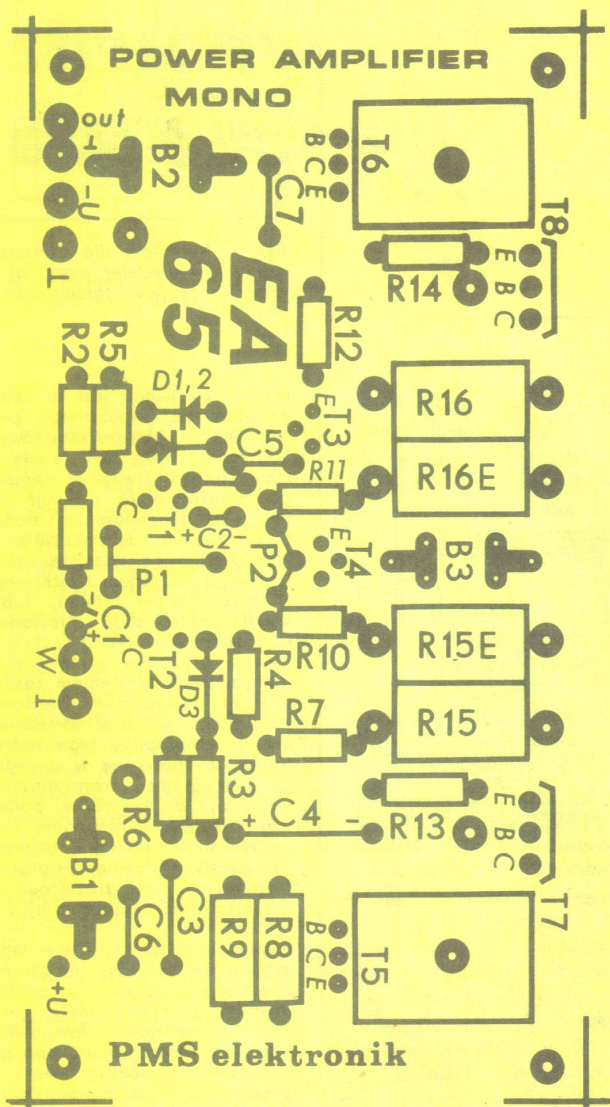 POWER AMPLIFIER
MONO
out
⊥
-U
⊥
B2
C7
B C E
T6
T8
E B C
R14
EA
65
R12
R2
R5
D1,2
E T3
C5
R11
R16
R16E
C T1
+ C2 -
P2
E T4
B3
P1
- +
C1
W
⊥
C T2
D3
R4
R10
R7
R15E
R15
R6
R3
+ C4 -
R13
E B C
T7
B1
C6
C3
R9
R8
B C E
T5
+U
PMS elektronik